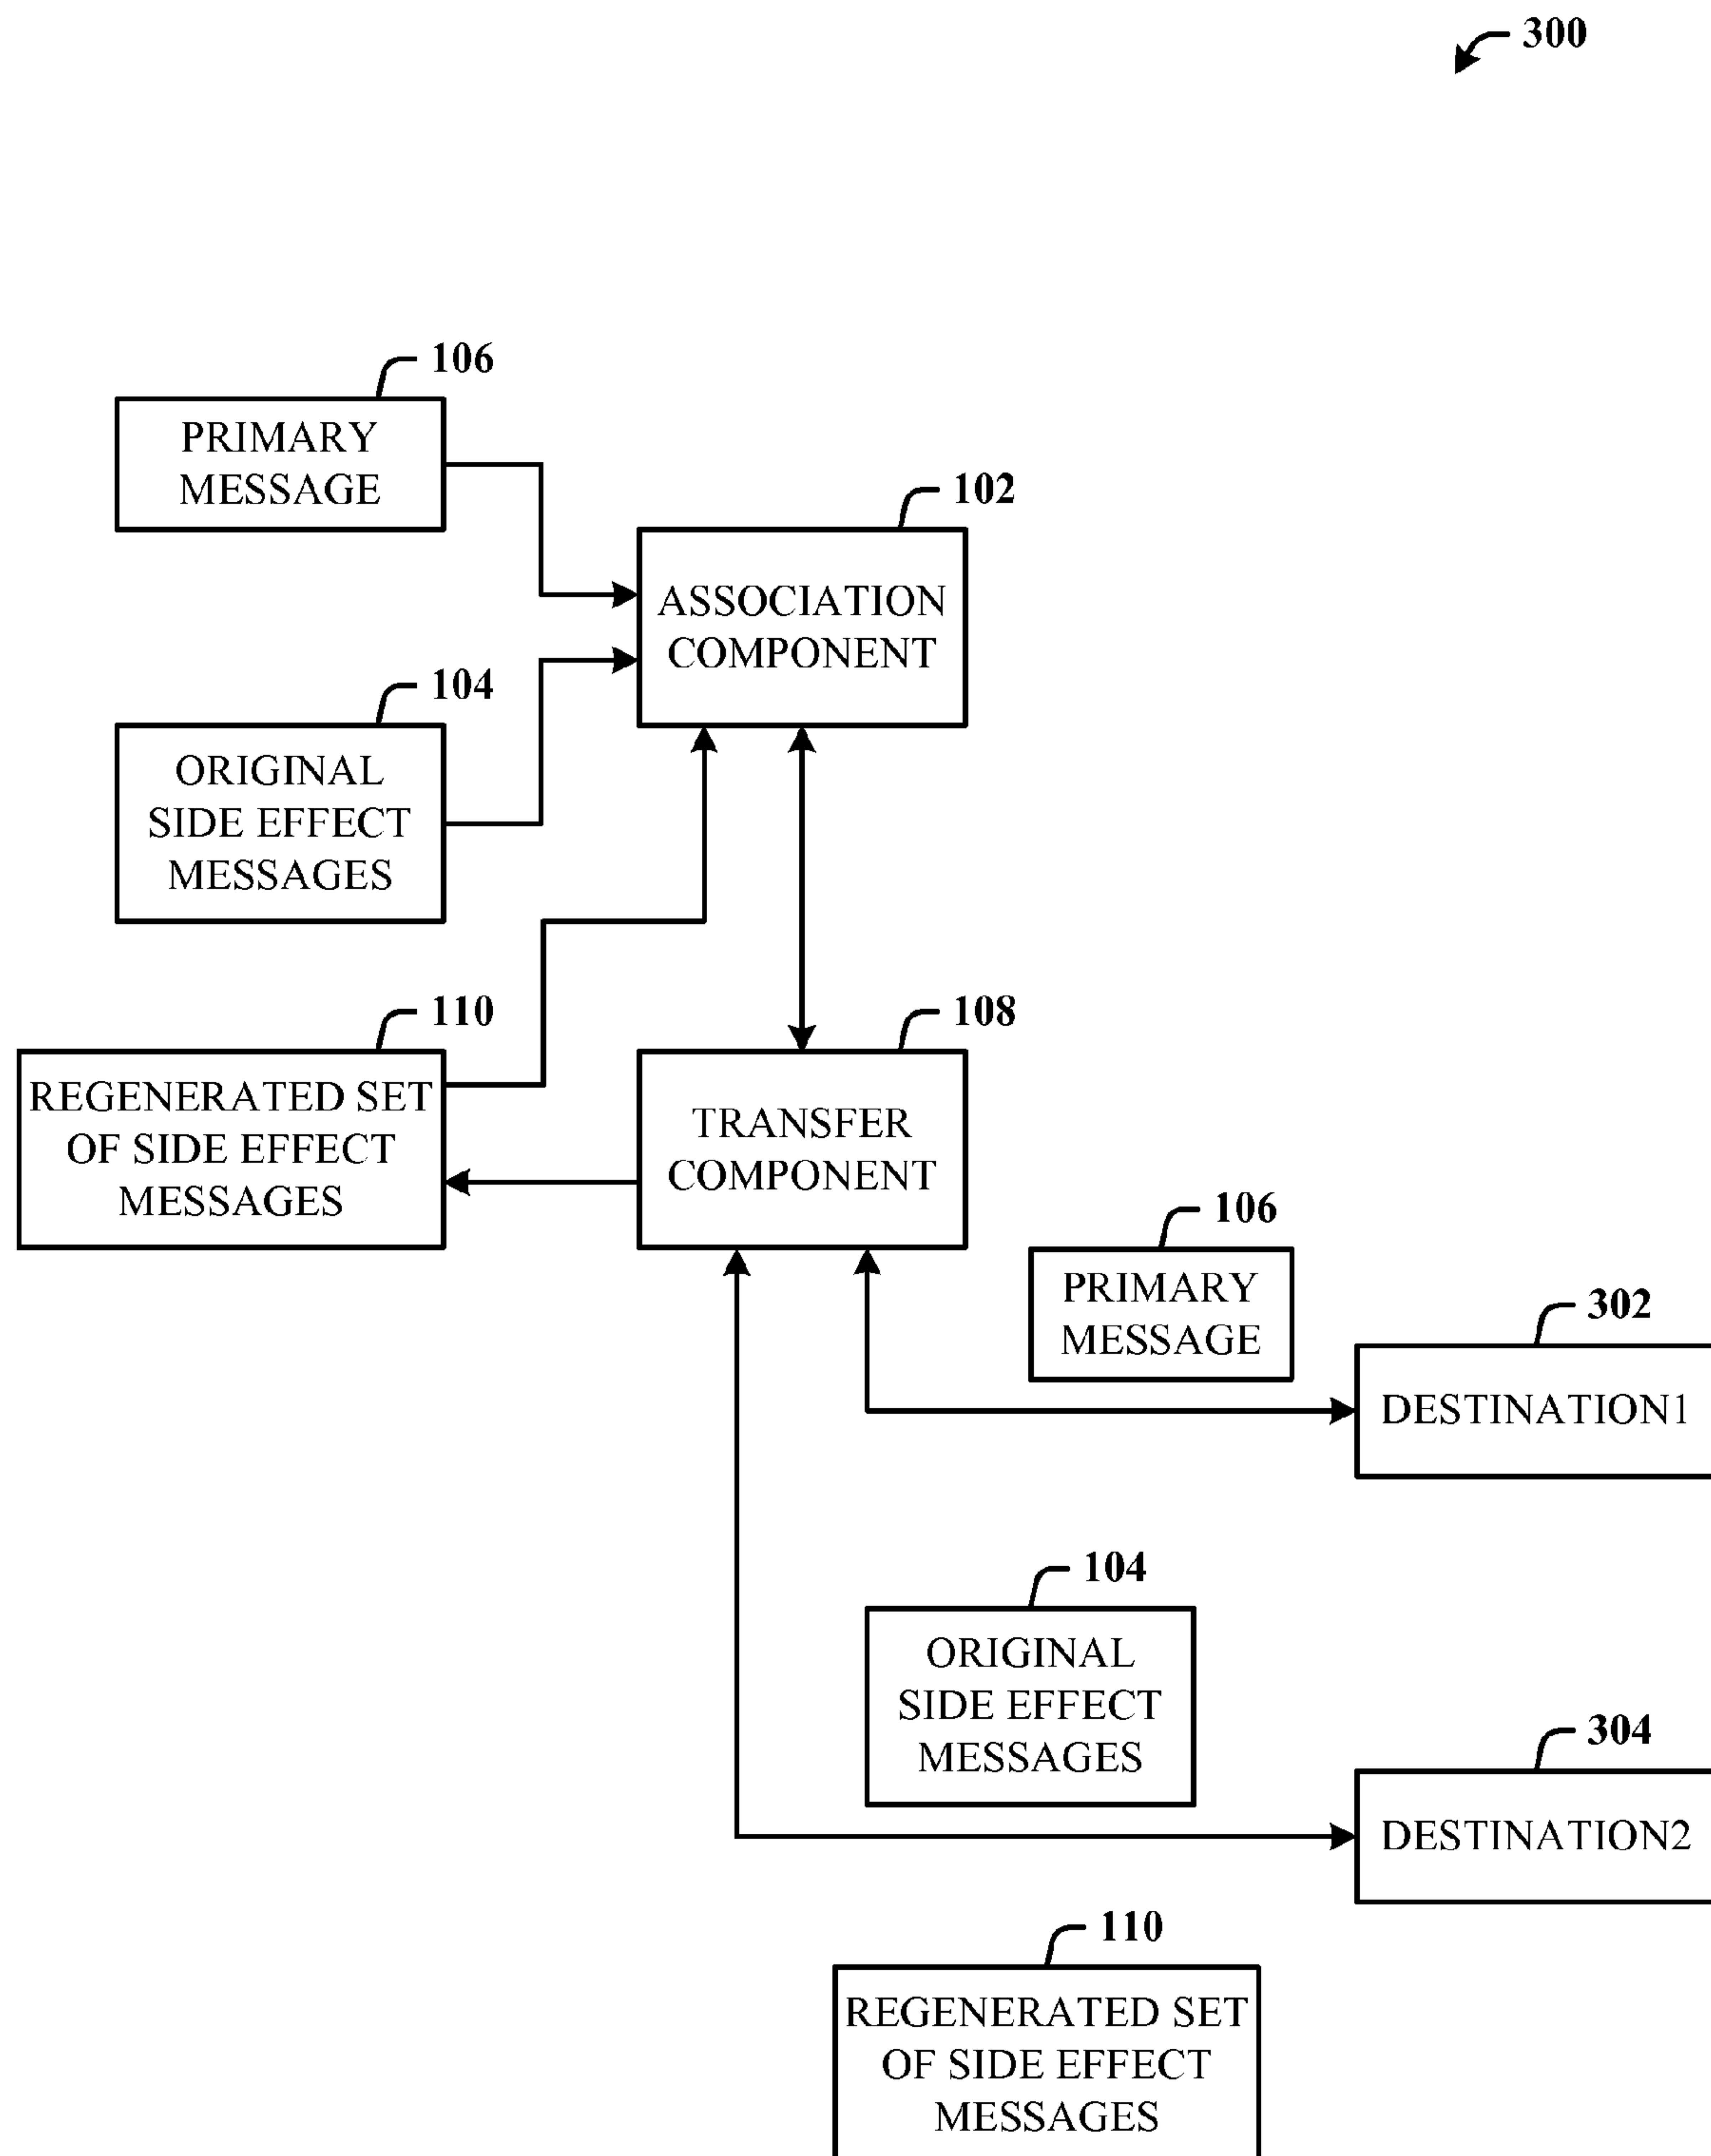 300
106
PRIMARY
MESSAGE
102
ASSOCIATION
COMPONENT
104
ORIGINAL
SIDE EFFECT
MESSAGES
110
REGENERATED SET
OF SIDE EFFECT
MESSAGES
108
TRANSFER
COMPONENT
106
PRIMARY
MESSAGE
302
DESTINATION1
104
ORIGINAL
SIDE EFFECT
MESSAGES
304
DESTINATION2
110
REGENERATED SET
OF SIDE EFFECT
MESSAGES